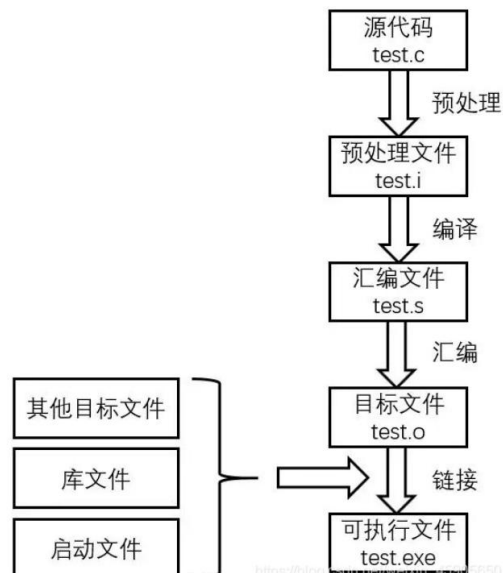 源代码
test.c
预处理
预处理文件
test.i
编译
汇编文件
test.s
汇编
其他目标文件
目标文件
test.o
库文件
链接
启动文件
可执行文件
test.exe